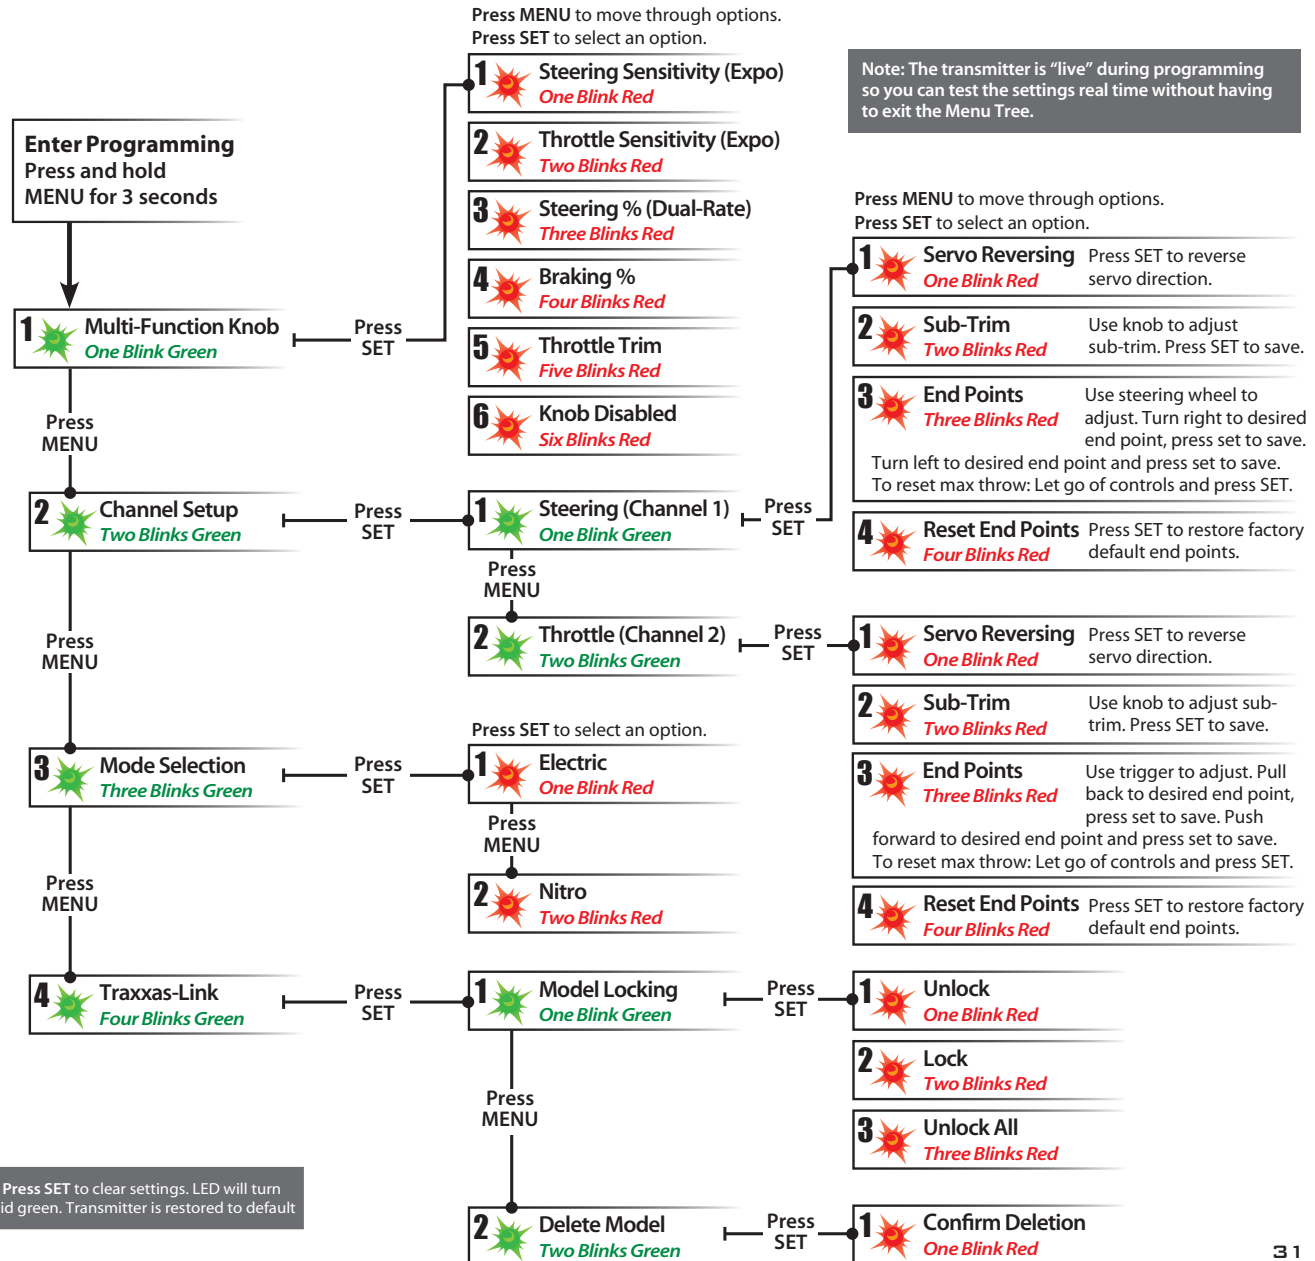 Press MENU to move through options.
Press SET to select an option.
Note: The transmitter is “live” during programming
so you can test the settings real time without having
to exit the Menu Tree.
Enter Programming
Press and hold
MENU for 3 seconds
1 Multi-Function Knob
One Blink Green
Press
SET
1 Steering Sensitivity (Expo)
One Blink Red
2 Throttle Sensitivity (Expo)
Two Blinks Red
3 Steering % (Dual-Rate)
Three Blinks Red
4 Braking %
Four Blinks Red
5 Throttle Trim
Five Blinks Red
6 Knob Disabled
Six Blinks Red
Press
MENU
2 Channel Setup
Two Blinks Green
Press
SET
1 Steering (Channel 1)
One Blink Green
Press
SET
Press MENU to move through options.
Press SET to select an option.
1 Servo Reversing
One Blink Red
Press SET to reverse
servo direction.
2 Sub-Trim
Two Blinks Red
Use knob to adjust
sub-trim. Press SET to save.
3 End Points
Three Blinks Red
Use steering wheel to
adjust. Turn right to desired
end point, press set to save.
Turn left to desired end point and press set to save.
To reset max throw: Let go of controls and press SET.
4 Reset End Points
Four Blinks Red
Press SET to restore factory
default end points.
Press
MENU
2 Throttle (Channel 2)
Two Blinks Green
Press
SET
1 Servo Reversing
One Blink Red
Press SET to reverse
servo direction.
2 Sub-Trim
Two Blinks Red
Use knob to adjust sub-
trim. Press SET to save.
3 End Points
Three Blinks Red
Use trigger to adjust. Pull
back to desired end point,
press set to save. Push
forward to desired end point and press set to save.
To reset max throw: Let go of controls and press SET.
4 Reset End Points
Four Blinks Red
Press SET to restore factory
default end points.
Press
MENU
3 Mode Selection
Three Blinks Green
Press
SET
Press SET to select an option.
1 Electric
One Blink Red
Press
MENU
2 Nitro
Two Blinks Red
Press
MENU
4 Traxxas-Link
Four Blinks Green
Press
SET
1 Model Locking
One Blink Green
Press
SET
1 Unlock
One Blink Red
2 Lock
Two Blinks Red
3 Unlock All
Three Blinks Red
Press
MENU
2 Delete Model
Two Blinks Green
Press
SET
1 Confirm Deletion
One Blink Red
Press SET to clear settings. LED will turn
id green. Transmitter is restored to default
31